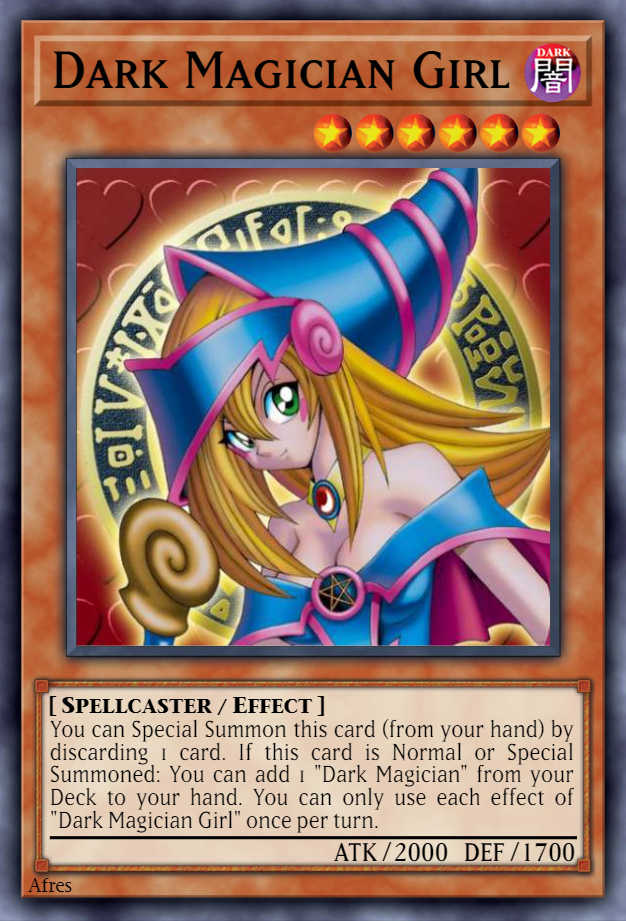 Dark Magician Girl
DARK
闇
[ Spellcaster / Effect ]
You can Special Summon this card (from your hand) by
discarding 1 card. If this card is Normal or Special
Summoned: You can add 1 "Dark Magician" from your
Deck to your hand. You can only use each effect of
"Dark Magician Girl" once per turn.
ATK/2000 DEF/1700
Afres